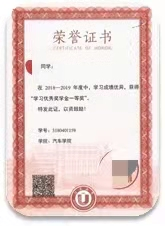 荣誉证书
CERTIFICATE OF HONOR
同学：
在 2018—2019 年度中，学习成绩优异，获得
“学习优秀奖学金一等奖”
特发此证，以资鼓励！
学院：汽车学院